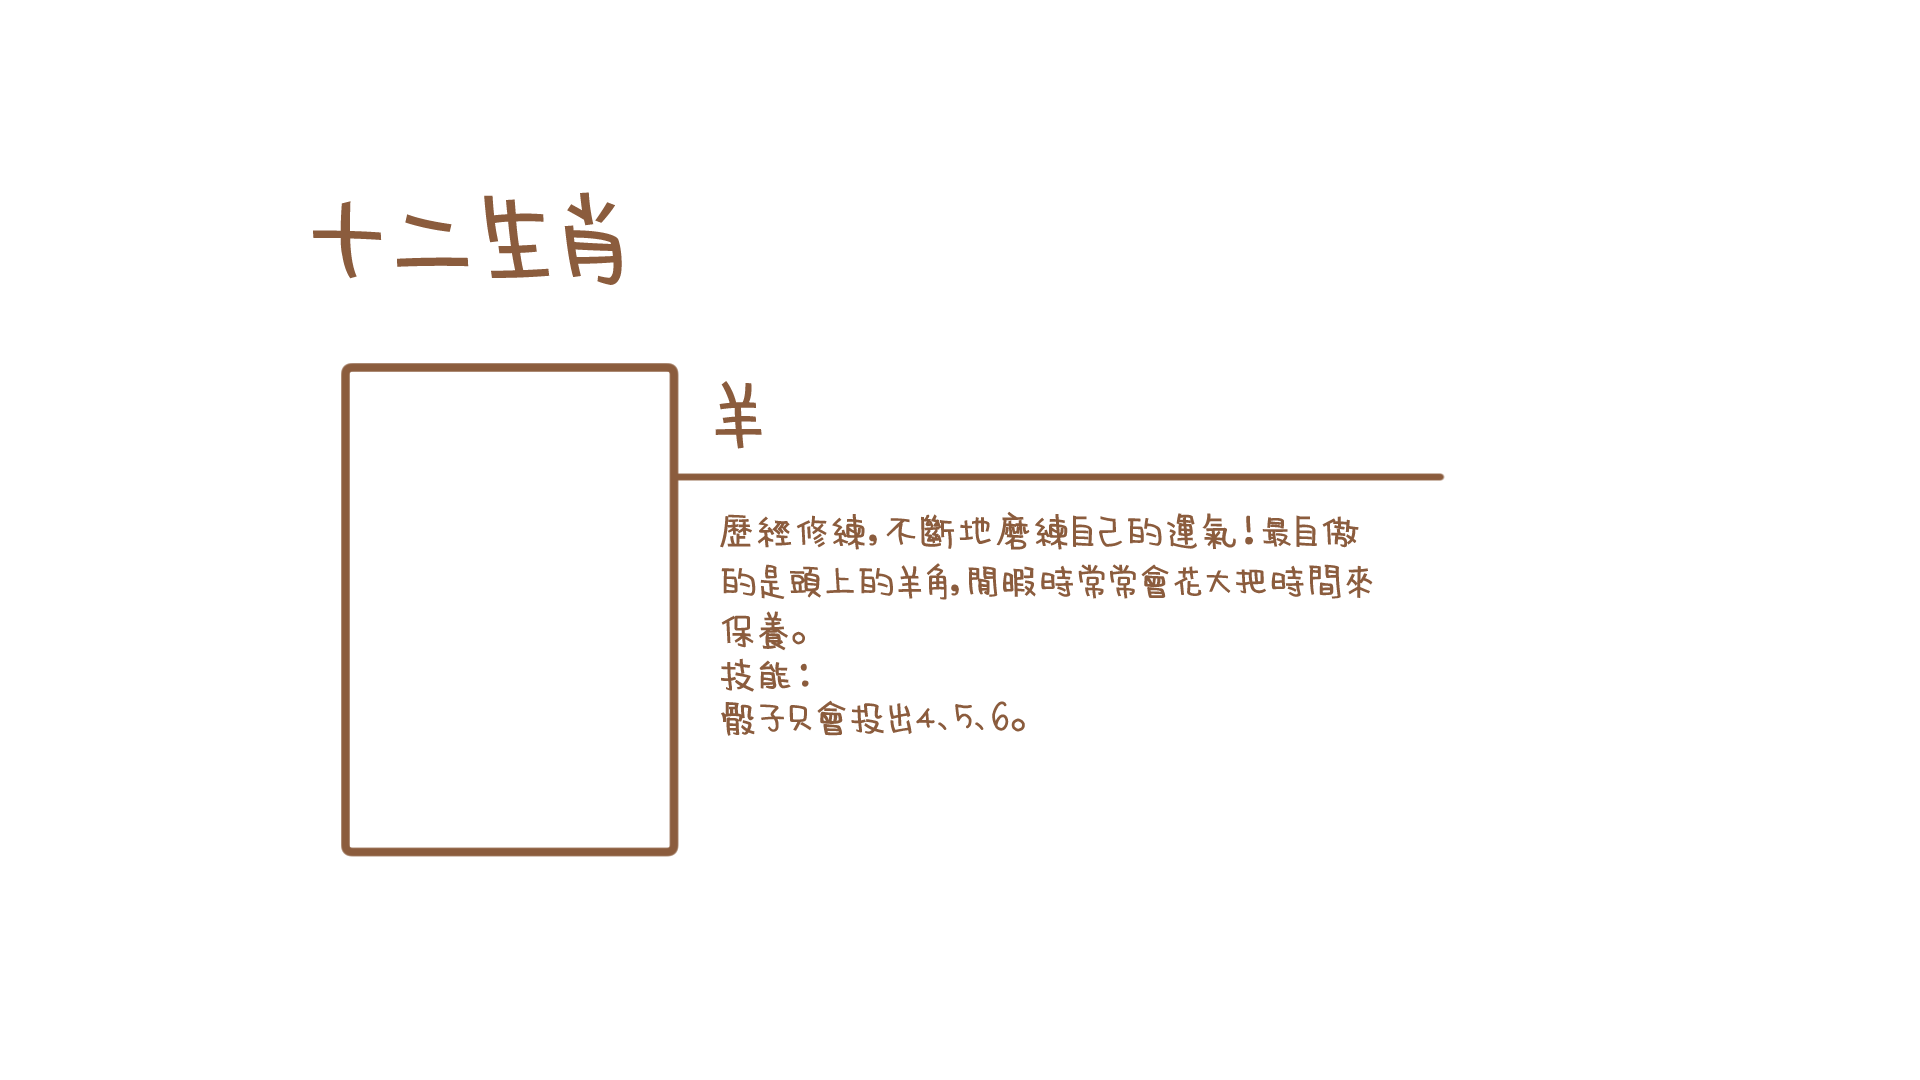 十二生肖
羊
歷經修練,不斷地磨練自己的運氣!最自傲
的是頭上的羊角,閒暇時常常會花大把時間來
保養。
技能:
骰子只會投出4、5、6。